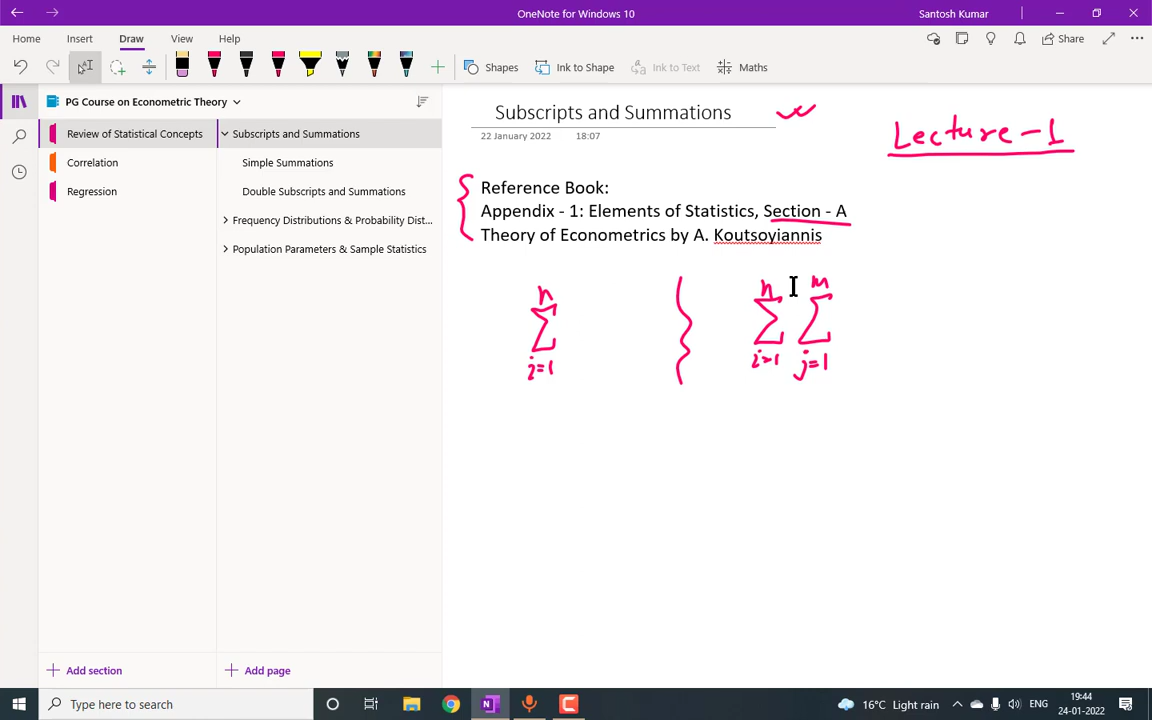 OneNote for Windows 10
Santosh Kumar
Home Insert Draw View Help
Share
Shapes Ink to Shape Ink to Text Maths
PG Course on Econometric Theory
Review of Statistical Concepts
Correlation
Regression
Subscripts and Summations
Simple Summations
Double Subscripts and Summations
Frequency Distributions & Probability Dist...
Population Parameters & Sample Statistics
Add section
Add page
Subscripts and Summations
22 January 2022 18:07
Lecture - 1
Reference Book:
Appendix - 1: Elements of Statistics, Section - A
Theory of Econometrics by A. Koutsoyiannis
n
∑
i=1
n m
∑ ∑
i=1 j=1
Type here to search
16°C Light rain
ENG
19:44
24-01-2022